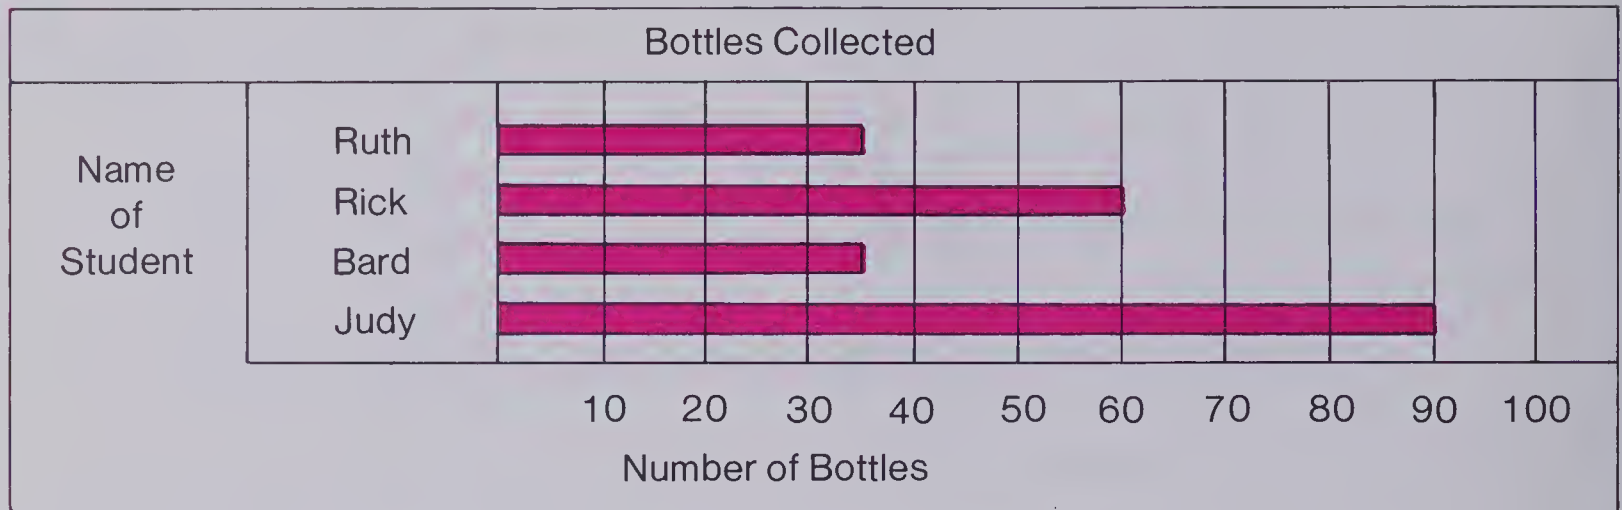 Bottles Collected
Name
of
Student
Ruth
Rick
Bard
Judy
10 20 30 40 50 60 70 80 90 100
Number of Bottles